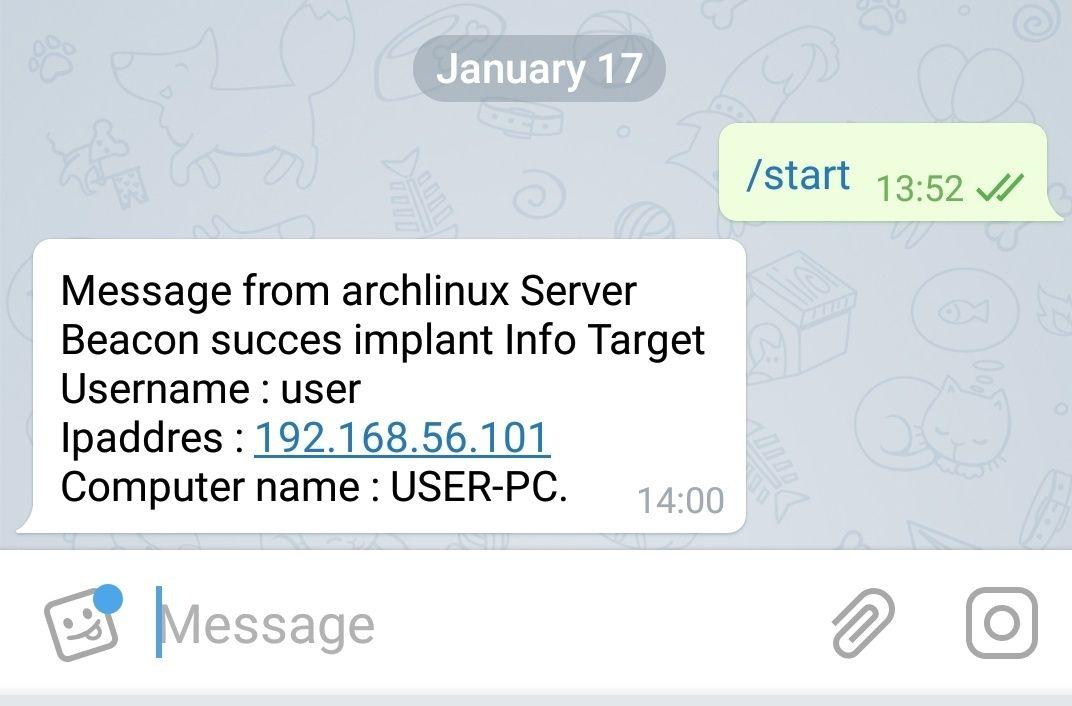 January 17
/start 13:52
Message from archlinux Server
Beacon succes implant Info Target
Username : user
Ipaddres : 192.168.56.101
Computer name : USER-PC.
14:00
Message